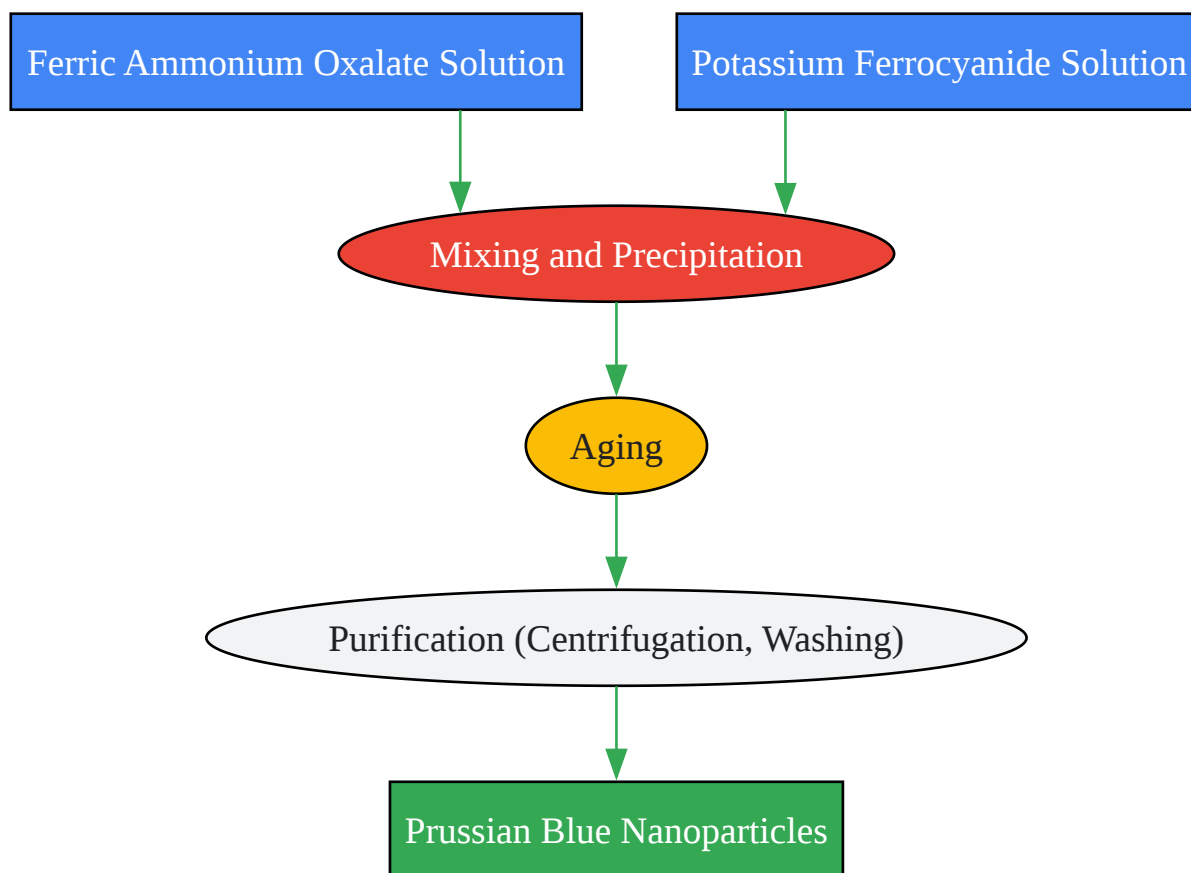 Ferric Ammonium Oxalate Solution
Potassium Ferrocyanide Solution
Mixing and Precipitation
Aging
Purification (Centrifugation, Washing)
Prussian Blue Nanoparticles